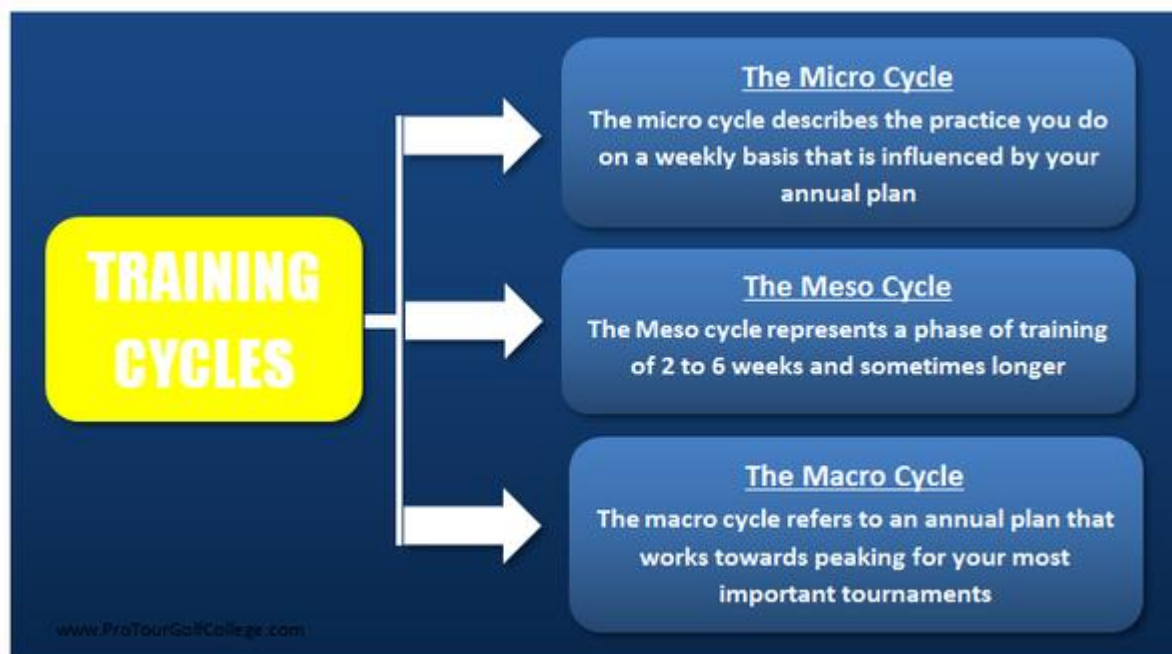 TRAINING
CYCLES
The Micro Cycle
The micro cycle describes the practice you do
on a weekly basis that is influenced by your
annual plan
The Meso Cycle
The Meso cycle represents a phase of training
of 2 to 6 weeks and sometimes longer
The Macro Cycle
The macro cycle refers to an annual plan that
works towards peaking for your most
important tournaments
www.ProTourGolfCollege.com